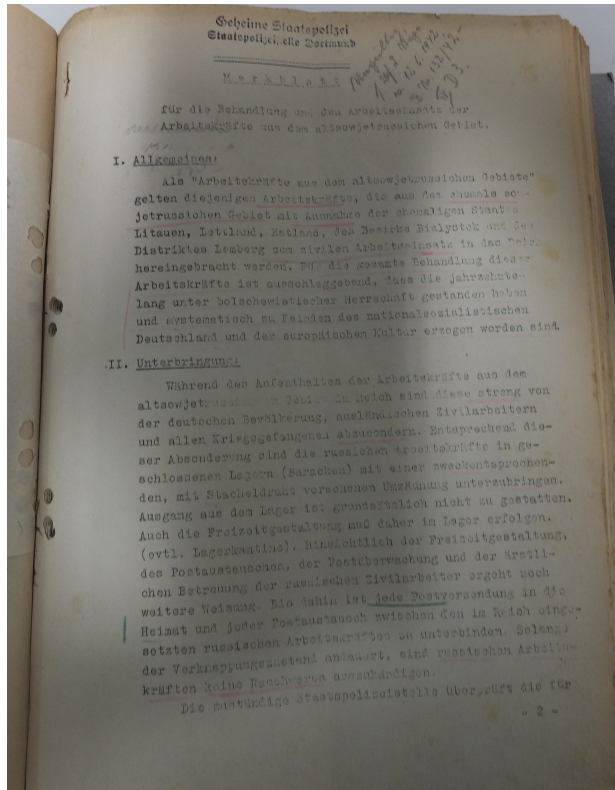 Geheime Staatspolizei
Staatspolizei..elle Dortmund
Merkblatt
für die Behandlung und den Arbeitseinsatz der
Arbeitskräfte aus dem altsowjetrussichen Gebiet.
I. Allgemeines:
Als "Arbeitskräfte aus dem altsowjetrussichen Gebiete"
gelten diejenigen Arbeitskräfte, die aus dem ehemals sow-
jetrussichen Gebiet mit Ausnahme der ehemaligen Staaten
Litauen, Lettland, Estland, des Bezirks Bialystok und des
Distriktes Lemberg zum zivilen Arbeitseinsatz in das Reich
hereingebracht werden. Für die gesamte Behandlung dieser
Arbeitskräfte ist ausschlaggebend, dass die jahrzehnte-
lang unter bolschewistischer Herrschaft gestanden haben
und systematisch zu Feinden des nationalsozialistischen
Deutschland und der europäischen Kultur erzogen worden sind.
II. Unterbringung:
Während des Aufenthaltes der Arbeitskräfte aus dem
Gebiet im Reich sind diese streng von
der deutschen Bevölkerung, ausländischen Zivilarbeitern
und allen Kriegsgefangenen abzusondern. Entsprechend die-
ser Absonderung sind die russichen Arbeitskräfte in ge-
schlossenen Lagern (Baracken) mit einer zweckentsprechen-
den, mit Stacheldraht versehenen Umzäunung unterzubringen.
Ausgang aus dem Lager ist grundsätzlich nicht zu gestatten.
Auch die Freizeitgestaltung muß daher im Lager erfolgen.
(evtl. Lagerkantine). Hinsichtlich der Freizeitgestaltung,
des Postaustausches, der Postüberwachung und der ärztli-
chen Betreuung der russichen Zivilarbeiter ergeht noch
weitere Weisung. Bis dahin ist jede Postversendung in die
Heimat und jeder Postaustausch zwischen den im Reich einge-
setzten russischen Arbeitskräften zu unterbinden. Solange
der Verknappungszustand andauert, sind russischen Arbeits-
kräften keine Rauchwaren auszuhändigen.
Die zuständige Staatspolizeistelle überprüft die für
- 2 -